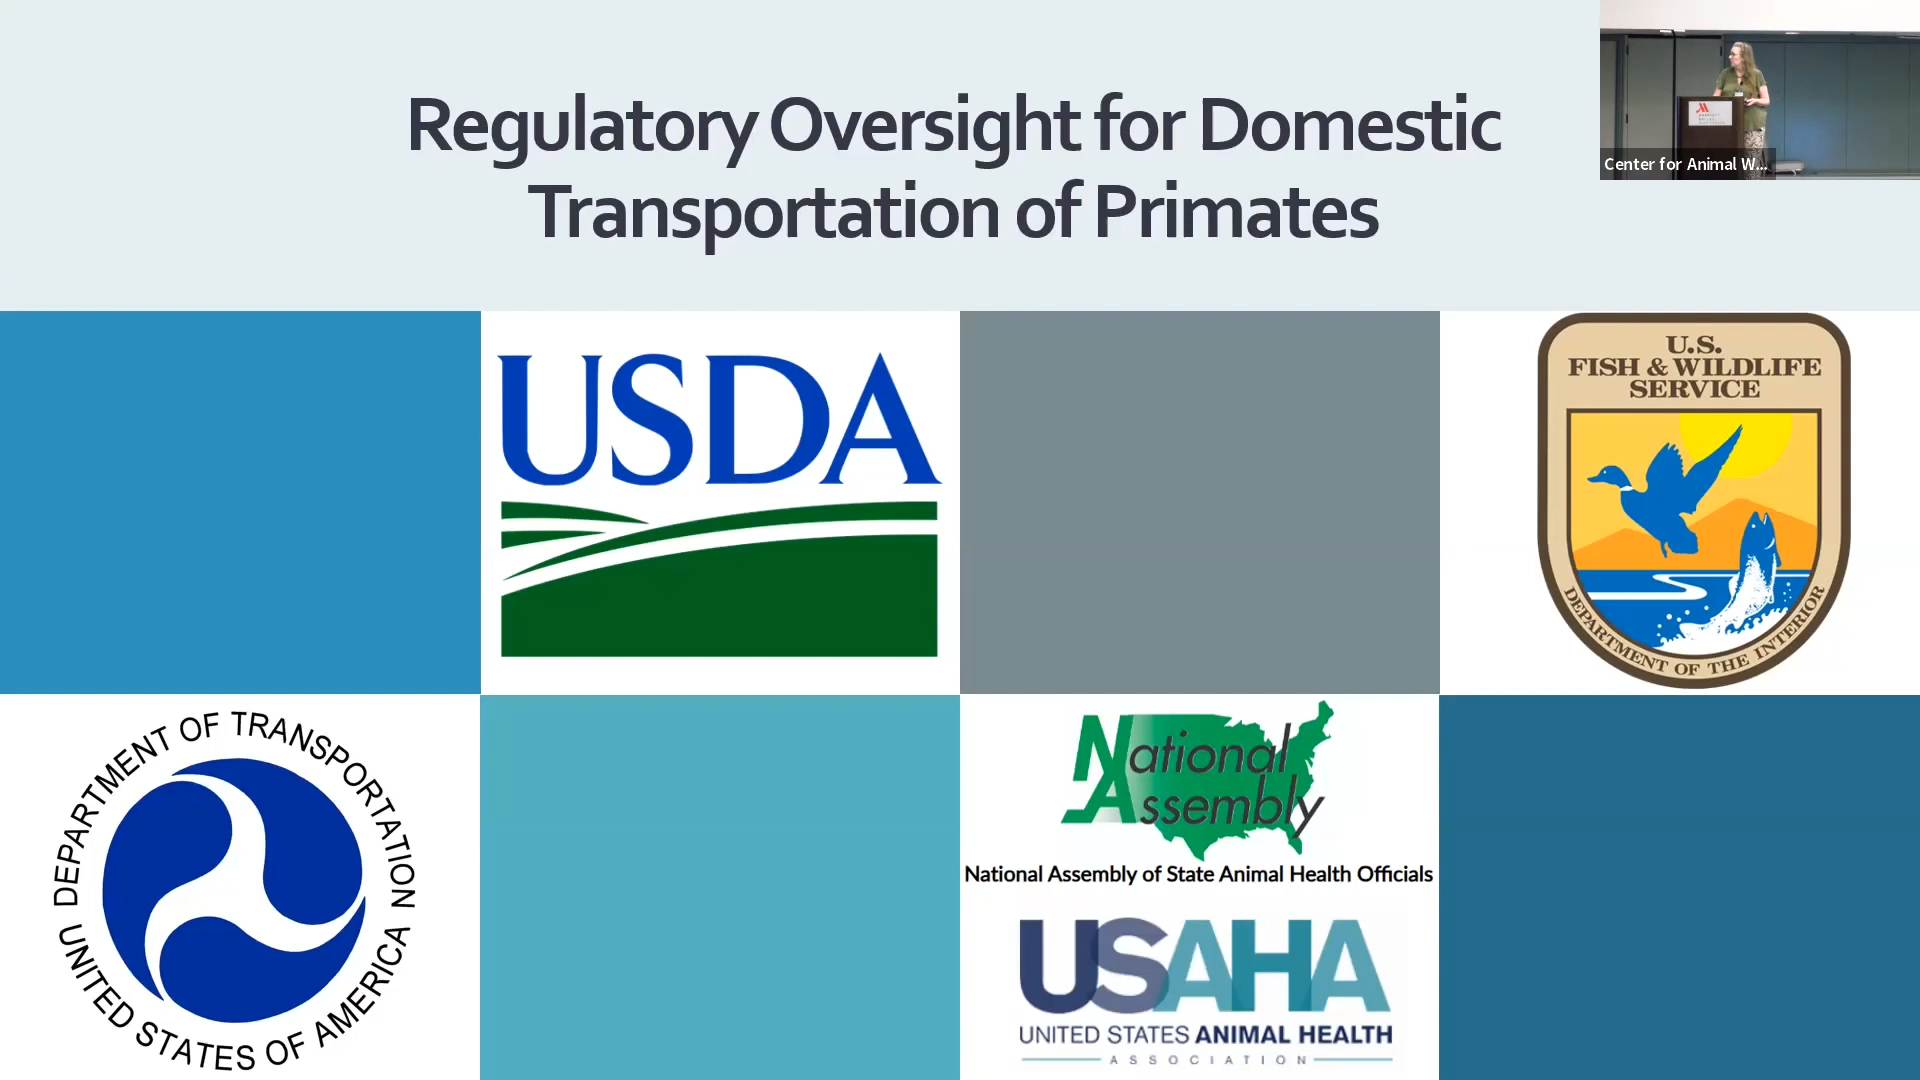 Regulatory Oversight for Domestic
Transportation of Primates
Center for Animal W...
USDA
U.S.
FISH & WILDLIFE
SERVICE
DEPARTMENT OF THE INTERIOR
DEPARTMENT OF TRANSPORTATION
UNITED STATES OF AMERICA
National
Assembly
National Assembly of State Animal Health Officials
USAHA
UNITED STATES ANIMAL HEALTH
ASSOCIATION